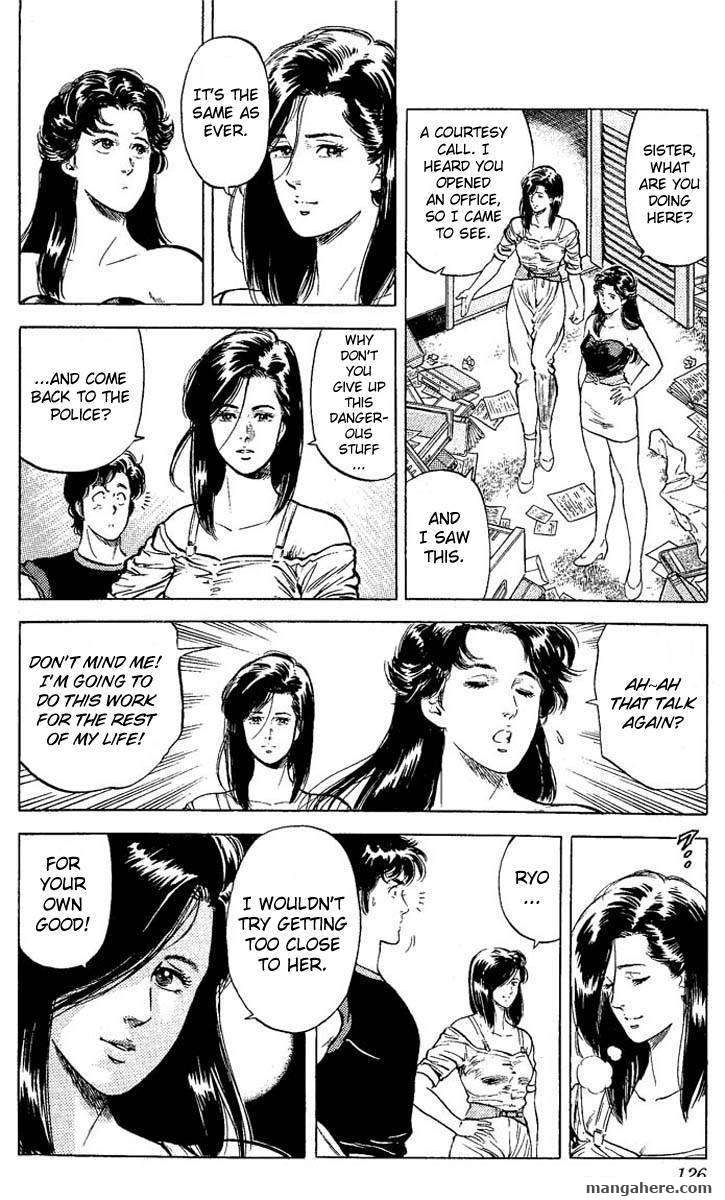 SISTER,
WHAT
ARE YOU
DOING
HERE?
A COURTESY
CALL. I
HEARD YOU
OPENED
AN OFFICE,
SO I CAME
TO SEE.
AND
I SAW
THIS.
IT'S THE
SAME AS
EVER.
WHY
DON'T
YOU
GIVE UP
THIS
DANGER-
OUS
STUFF
...
...AND COME
BACK TO THE
POLICE?
AH~AH
THAT TALK
AGAIN?
DON'T MIND ME!
I'M GOING TO
DO THIS WORK
FOR THE REST
OF MY LIFE!
RYO
...
I WOULDN'T
TRY GETTING
TOO CLOSE
TO HER.
FOR
YOUR
OWN
GOOD!
126
mangahere.com